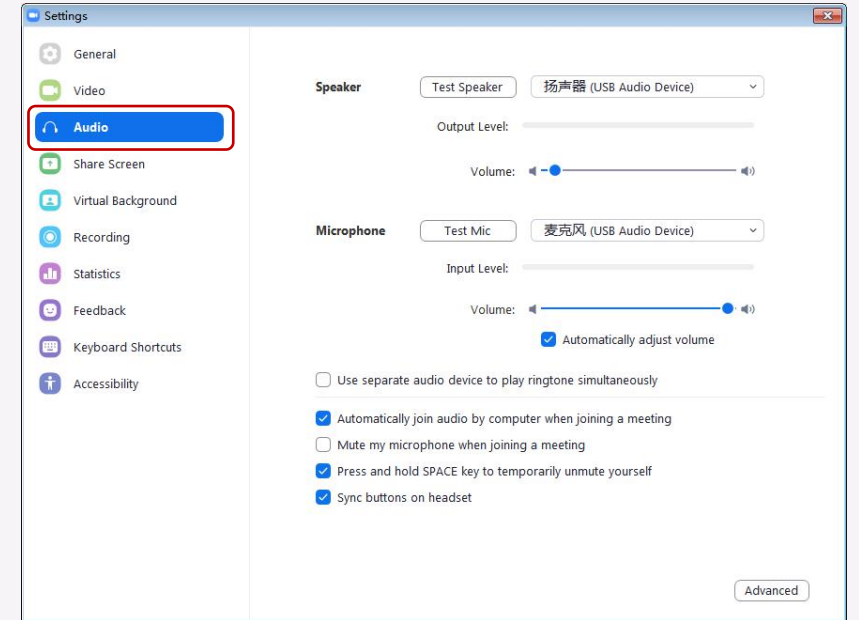 Settings
General
Video
Audio
Share Screen
Virtual Background
Recording
Statistics
Feedback
Keyboard Shortcuts
Accessibility
Speaker Test Speaker 扬声器 (USB Audio Device)
Output Level:
Volume:
Microphone Test Mic 麦克风 (USB Audio Device)
Input Level:
Volume:
Automatically adjust volume
Use separate audio device to play ringtone simultaneously
Automatically join audio by computer when joining a meeting
Mute my microphone when joining a meeting
Press and hold SPACE key to temporarily unmute yourself
Sync buttons on headset
Advanced